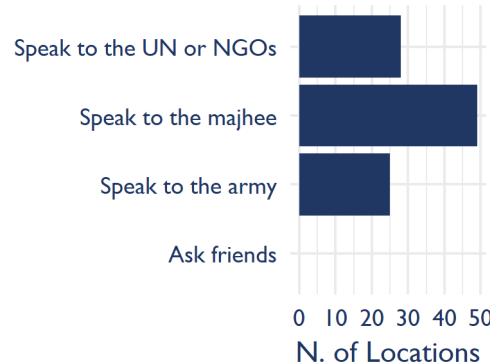 Speak to the UN or NGOs
Speak to the majhee
Speak to the army
Ask friends
0 10 20 30 40 50
N. of Locations